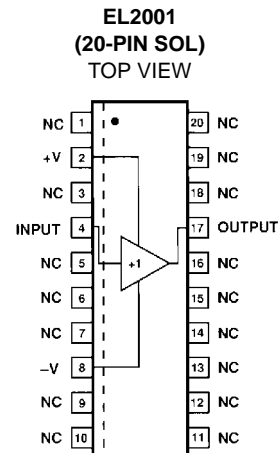 EL2001
(20-PIN SOL)
TOP VIEW
NC 1 20 NC
+V 2 19 NC
NC 3 18 NC
INPUT 4 17 OUTPUT
+1
NC 5 16 NC
NC 6 15 NC
NC 7 14 NC
–V 8 13 NC
NC 9 12 NC
NC 10 11 NC